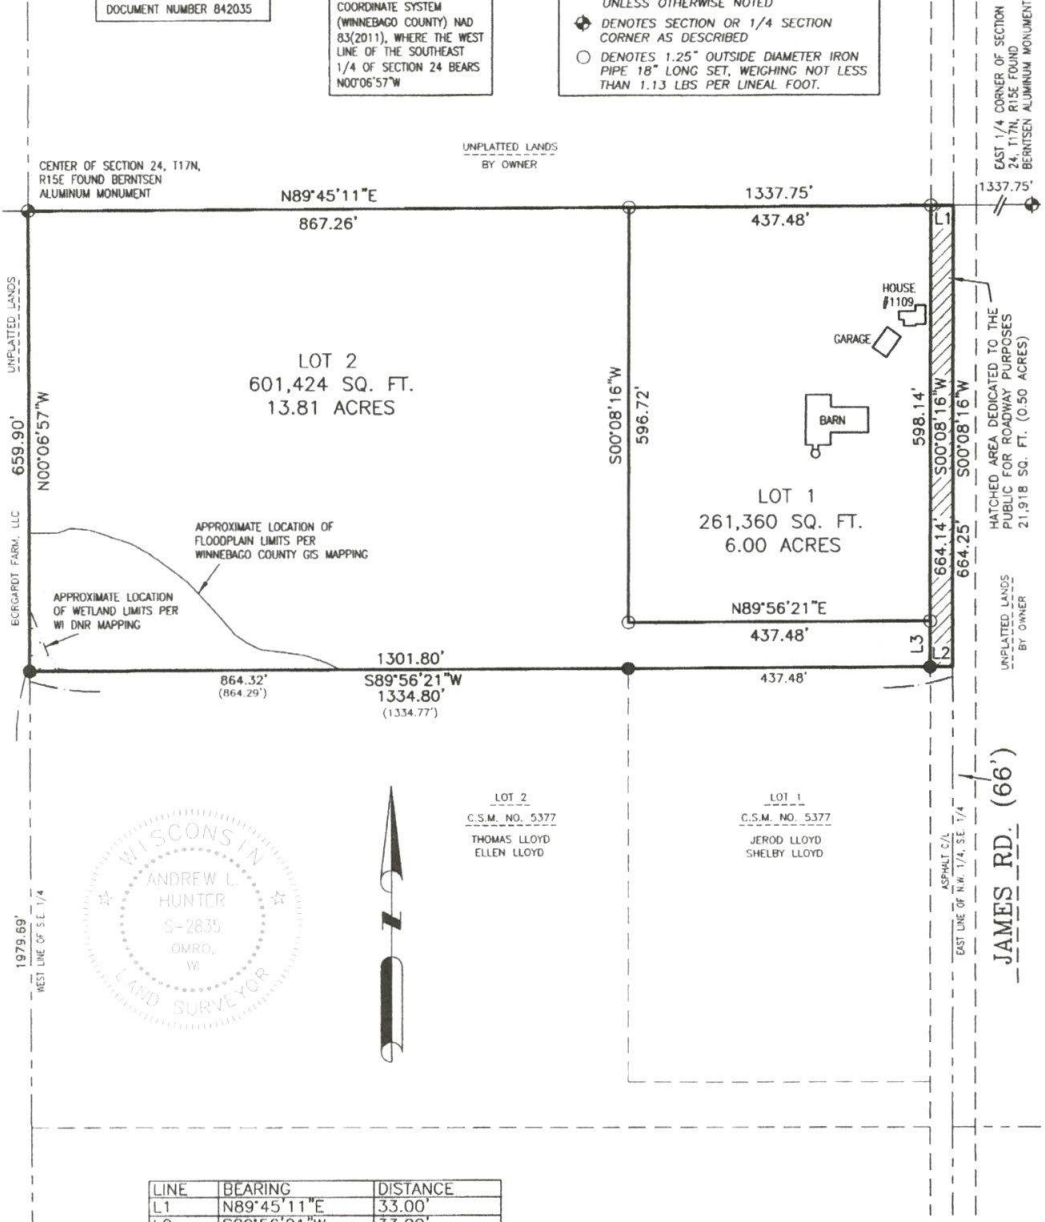 DOCUMENT NUMBER 842035
COORDINATE SYSTEM
(WINNEBAGO COUNTY) NAD
83(2011), WHERE THE WEST
LINE OF THE SOUTHEAST
1/4 OF SECTION 24 BEARS
N00°06'57"W
UNLESS OTHERWISE NOTED
DENOTES SECTION OR 1/4 SECTION
CORNER AS DESCRIBED
DENOTES 1.25" OUTSIDE DIAMETER IRON
PIPE 18" LONG SET, WEIGHING NOT LESS
THAN 1.13 LBS PER LINEAL FOOT.
EAST 1/4 CORNER OF SECTION
24, T17N, R15E FOUND
BERNTSEN ALUMINUM MONUMENT
UNPLATTED LANDS
BY OWNER
CENTER OF SECTION 24, T17N,
R15E FOUND BERNTSEN
ALUMINUM MONUMENT
N89°45'11"E
1337.75'
1337.75'
867.26'
437.48'
L1
UNPLATTED LANDS
BORGARDT FARM, LLC
659.90'
N00°06'57"W
LOT 2
601,424 SQ. FT.
13.81 ACRES
S00°08'16"W
596.72'
HOUSE
#1109
GARAGE
BARN
598.14'
S00°08'16"W
664.14'
S00°08'16"W
664.25'
HATCHED AREA DEDICATED TO THE
PUBLIC FOR ROADWAY PURPOSES
21,918 SQ. FT. (0.50 ACRES)
LOT 1
261,360 SQ. FT.
6.00 ACRES
APPROXIMATE LOCATION OF
FLOODPLAIN LIMITS PER
WINNEBAGO COUNTY GIS MAPPING
APPROXIMATE LOCATION
OF WETLAND LIMITS PER
WI DNR MAPPING
N89°56'21"E
437.48'
L3
L2
UNPLATTED LANDS
BY OWNER
1301.80'
864.32'
(864.29')
S89°56'21"W
1334.80'
(1334.77')
437.48'
LOT 2
C.S.M. NO. 5377
THOMAS LLOYD
ELLEN LLOYD
LOT 1
C.S.M. NO. 5377
JEROD LLOYD
SHELBY LLOYD
ASPHALT C/L
EAST LINE OF N.W. 1/4, S.E. 1/4
JAMES RD. (66')
WISCONSIN
ANDREW L.
HUNTER
S-2835
OMRO,
WI
LAND SURVEYOR
1979.69'
WEST LINE OF S.E. 1/4
LINE BEARING DISTANCE
L1 N89°45'11"E 33.00'